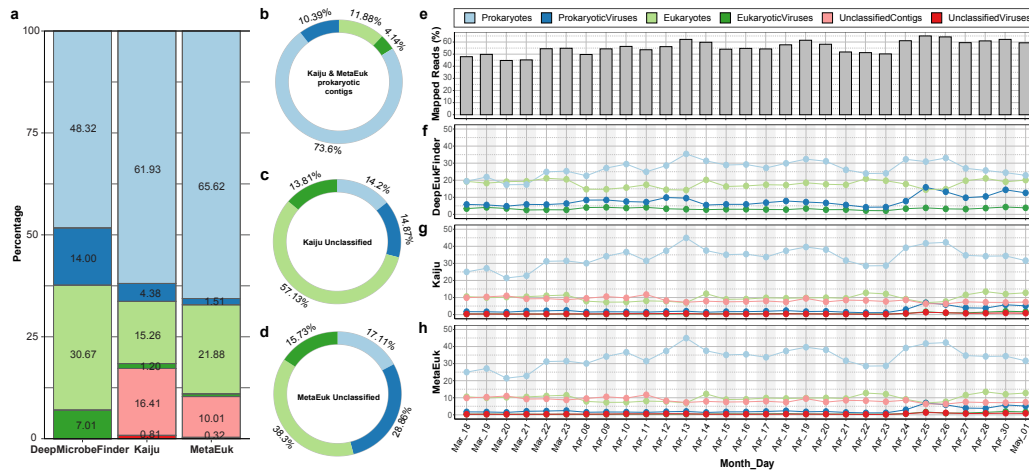 a
Percentage
100
75
50
25
0
48.32
14.00
30.67
7.01
61.93
4.38
15.26
1.20
16.41
0.81
65.62
1.51
21.88
10.01
0.32
DeepMicrobeFinder Kaiju MetaEuk
b
10.39%
11.88%
4.14%
73.6%
Kaiju & MetaEuk
prokaryotic
contigs
c
13.81%
14.2%
14.87%
57.13%
Kaiju Unclassified
d
15.73%
17.11%
28.86%
38.3%
MetaEuk Unclassified
e
Prokaryotes ProkaryoticViruses Eukaryotes EukaryoticViruses UnclassifiedContigs UnclassifiedViruses
Mapped Reads (%)
60
50
40
30
20
10
0
f
DeepEukFinder
50
40
30
20
10
0
g
Kaiju
50
40
30
20
10
0
h
MetaEuk
50
40
30
20
10
0
Mar_18 Mar_19 Mar_20 Mar_21 Mar_22 Mar_23 Apr_08 Apr_09 Apr_10 Apr_11 Apr_12 Apr_13 Apr_14 Apr_15 Apr_16 Apr_17 Apr_18 Apr_19 Apr_20 Apr_21 Apr_22 Apr_23 Apr_24 Apr_25 Apr_26 Apr_27 Apr_28 Apr_30 May_01
Month_Day